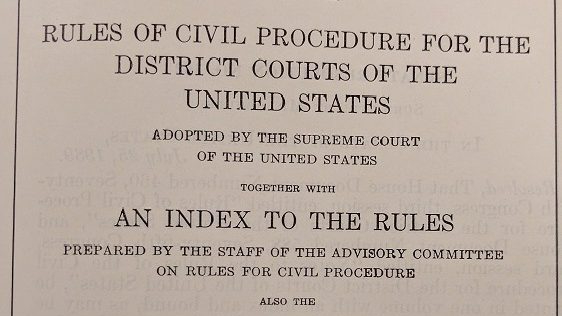 RULES OF CIVIL PROCEDURE FOR THE
DISTRICT COURTS OF THE
UNITED STATES
ADOPTED BY THE SUPREME COURT
OF THE UNITED STATES
TOGETHER WITH
AN INDEX TO THE RULES
PREPARED BY THE STAFF OF THE ADVISORY COMMITTEE
ON RULES FOR CIVIL PROCEDURE
ALSO THE